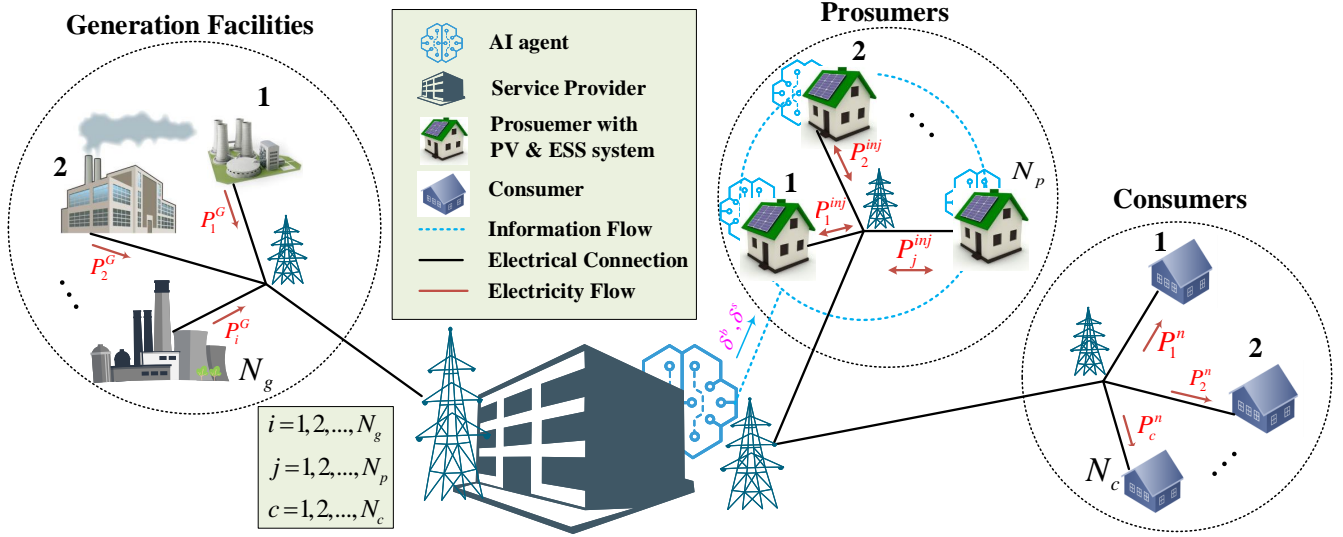 Generation Facilities
1
2
P_1^G
P_2^G
P_i^G
N_g
AI agent
Service Provider
Prosuemer with
PV & ESS system
Consumer
Information Flow
Electrical Connection
Electricity Flow
i = 1, 2, ..., N_g
j = 1, 2, ..., N_p
c = 1, 2, ..., N_c
δ^b, δ^s
Prosumers
2
1
N_p
P_2^{inj}
P_1^{inj}
P_j^{inj}
Consumers
1
2
P_1^n
P_2^n
P_c^n
N_c